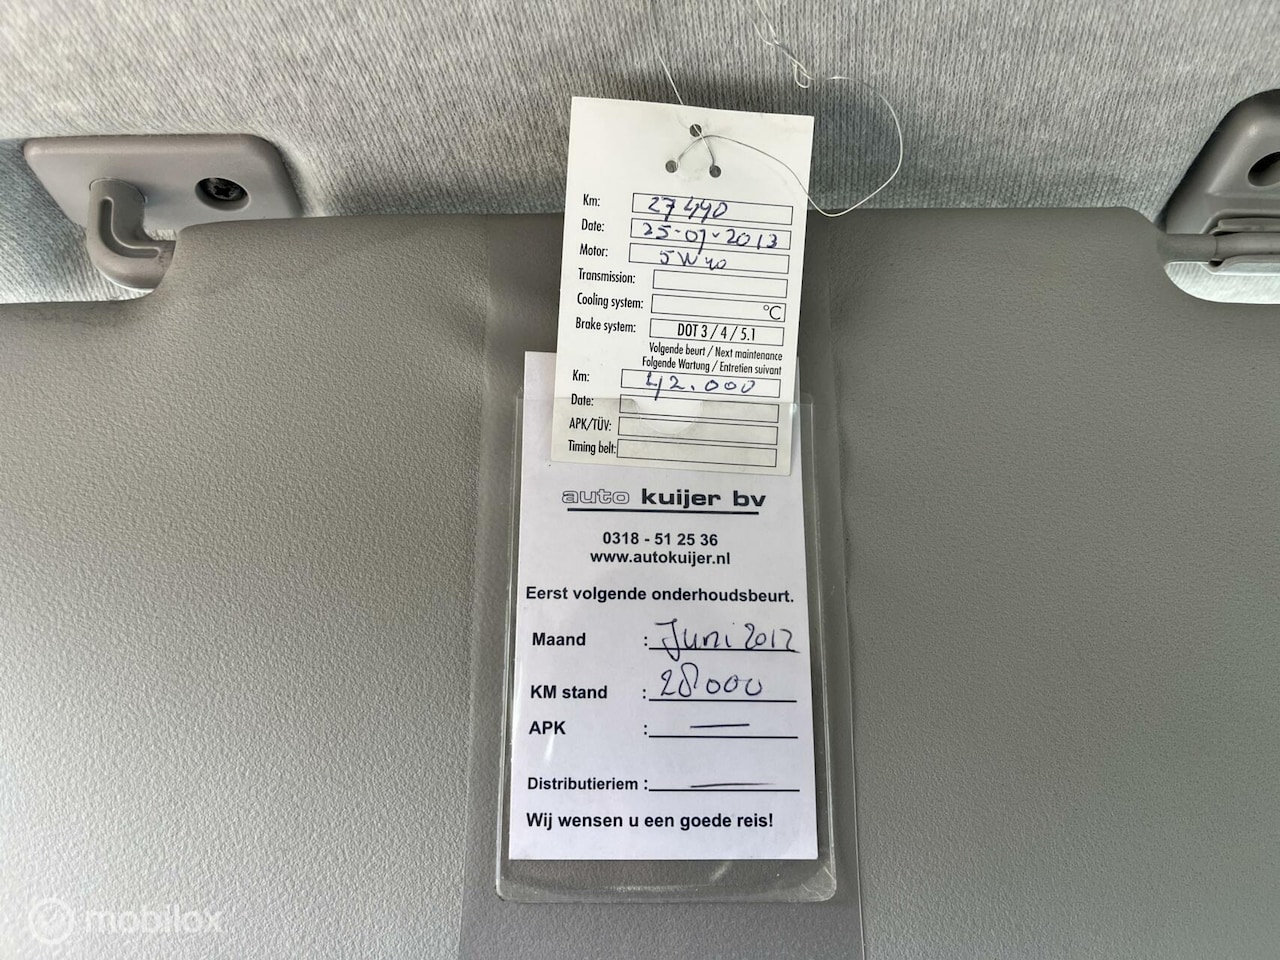 Km: 27440
Date: 25-07-2013
Motor: 5W40
Transmission:
Cooling system: °C
Brake system: DOT 3 / 4 / 5.1
Volgende beurt / Next maintenance
Folgende Wartung / Entretien suivant
Km: 42.000
Date:
APK/TÜV:
Timing belt:
auto kuijer bv
0318 - 51 25 36
www.autokuijer.nl
Eerst volgende onderhoudsbeurt.
Maand : Juni 2012
KM stand : 28000
APK : —
Distributieriem : —
Wij wensen u een goede reis!
mobilox